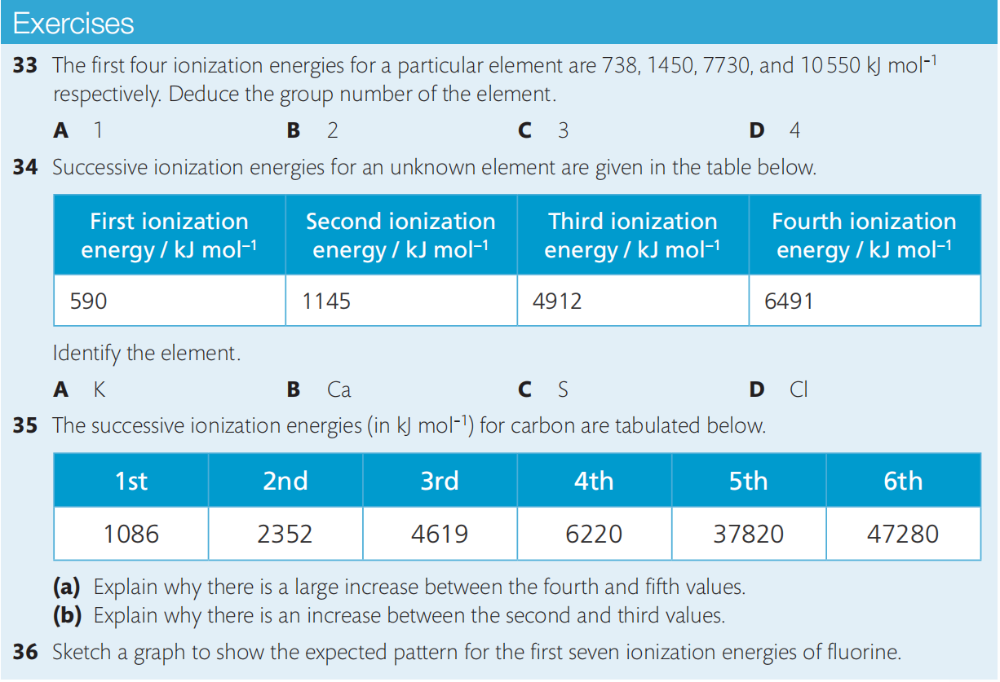 Exercises
33 The first four ionization energies for a particular element are 738, 1450, 7730, and 10 550 kJ mol⁻¹
respectively. Deduce the group number of the element.
A 1 B 2 C 3 D 4
34 Successive ionization energies for an unknown element are given in the table below.
First ionization energy / kJ mol⁻¹ Second ionization energy / kJ mol⁻¹ Third ionization energy / kJ mol⁻¹ Fourth ionization energy / kJ mol⁻¹
590 1145 4912 6491
Identify the element.
A K B Ca C S D Cl
35 The successive ionization energies (in kJ mol⁻¹) for carbon are tabulated below.
1st 2nd 3rd 4th 5th 6th
1086 2352 4619 6220 37820 47280
(a) Explain why there is a large increase between the fourth and fifth values.
(b) Explain why there is an increase between the second and third values.
36 Sketch a graph to show the expected pattern for the first seven ionization energies of fluorine.